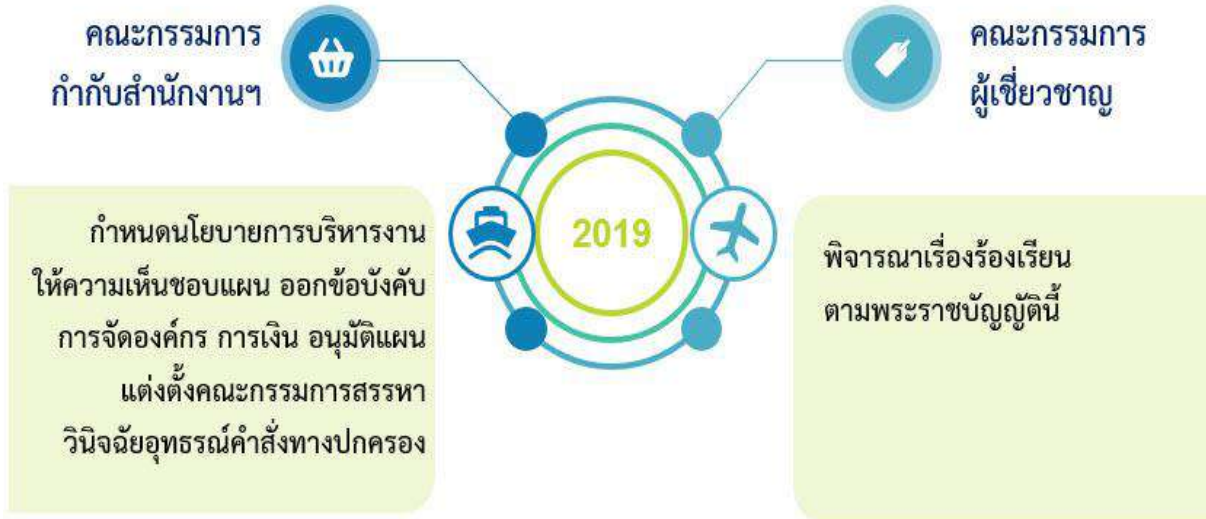 คณะกรรมการ
กำกับสำนักงานฯ
กำหนดนโยบายการบริหารงาน
ให้ความเห็นชอบแผน ออกข้อบังคับ
การจัดองค์กร การเงิน อนุมัติแผน
แต่งตั้งคณะกรรมการสรรหา
วินิจฉัยอุทธรณ์คำสั่งทางปกครอง
2019
คณะกรรมการ
ผู้เชี่ยวชาญ
พิจารณาเรื่องร้องเรียน
ตามพระราชบัญญัตินี้